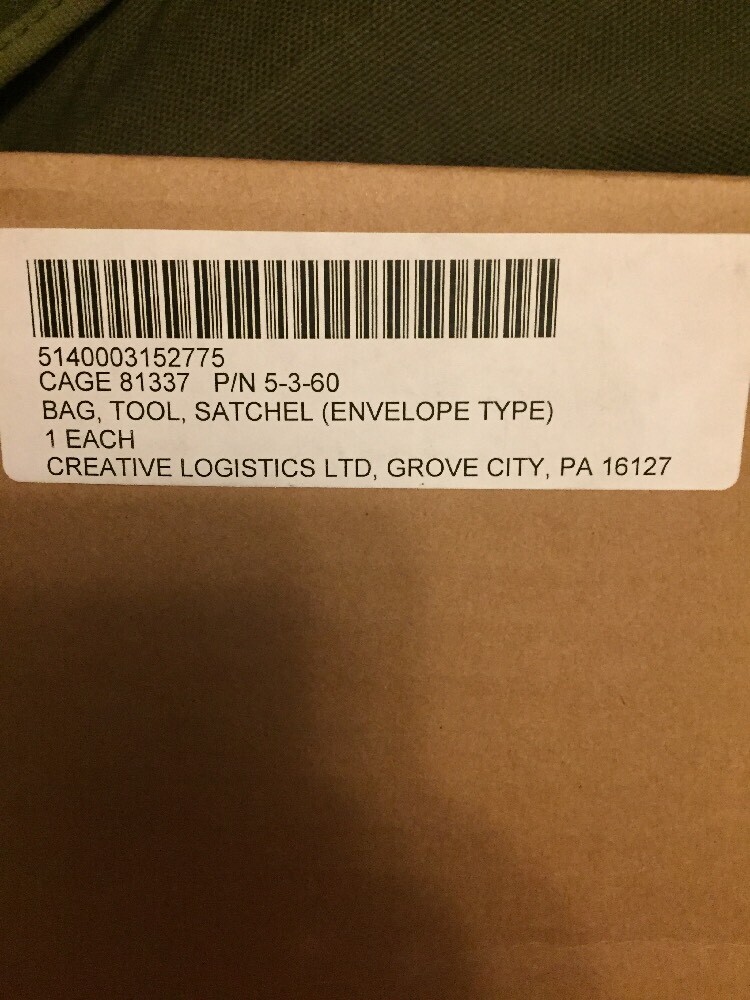 5140003152775
CAGE 81337 P/N 5-3-60
BAG, TOOL, SATCHEL (ENVELOPE TYPE)
1 EACH
CREATIVE LOGISTICS LTD, GROVE CITY, PA 16127